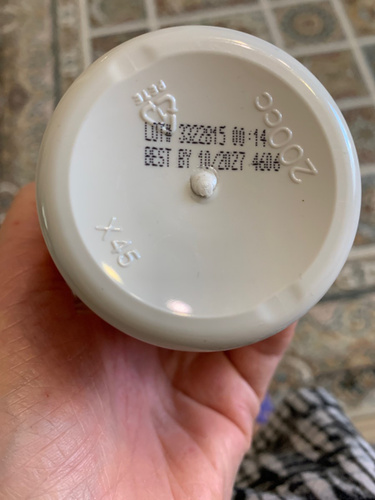 PETE
200cc
LOT# 3322815 00:14
BEST BY 10/2027 4606
X 45